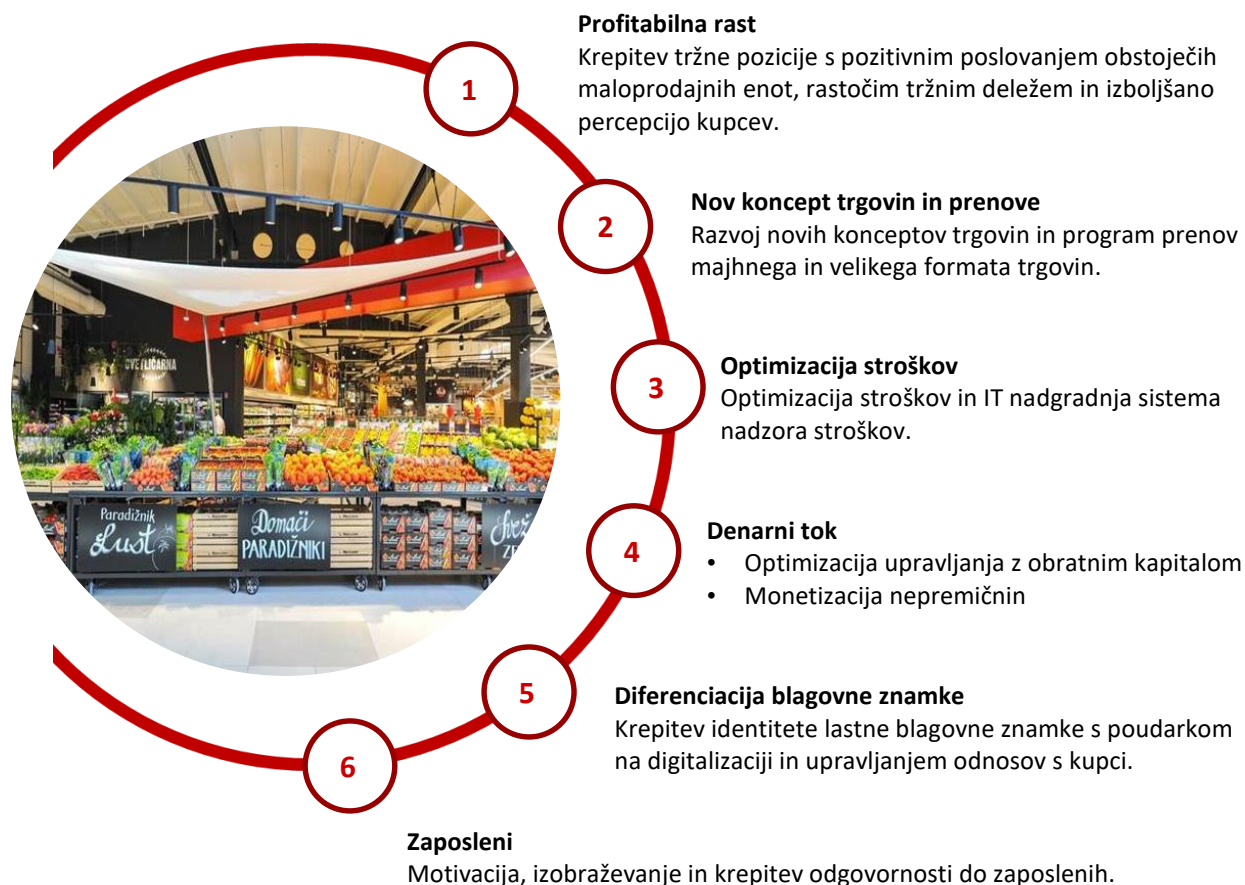 Profitabilna rast
Krepitev tržne pozicije s pozitivnim poslovanjem obstoječih
maloprodajnih enot, rastočim tržnim deležem in izboljšano
percepcijo kupcev.
1
Nov koncept trgovin in prenove
Razvoj novih konceptov trgovin in program prenov
majhnega in velikega formata trgovin.
2
Optimizacija stroškov
Optimizacija stroškov in IT nadgradnja sistema
nadzora stroškov.
3
Denarni tok
• Optimizacija upravljanja z obratnim kapitalom
• Monetizacija nepremičnin
4
Diferenciacija blagovne znamke
Krepitev identitete lastne blagovne znamke s poudarkom
na digitalizaciji in upravljanjem odnosov s kupci.
5
Zaposleni
Motivacija, izobraževanje in krepitev odgovornosti do zaposlenih.
6
CVETLIČARNA
Paradižnik
Lušt
Domači
PARADIŽNIKI